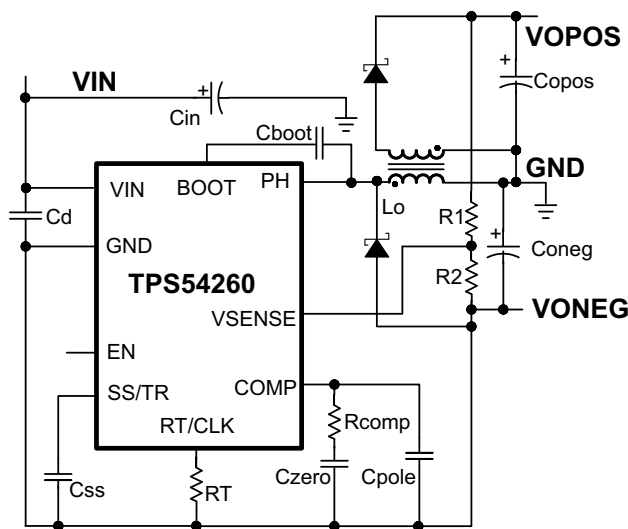 VOPOS
VIN
Copos
Cin
Cboot
GND
VIN
BOOT
PH
Lo
Cd
R1
GND
Coneg
TPS54260
R2
VSENSE
VONEG
EN
COMP
SS/TR
Rcomp
RT/CLK
Czero
Cpole
Css
RT